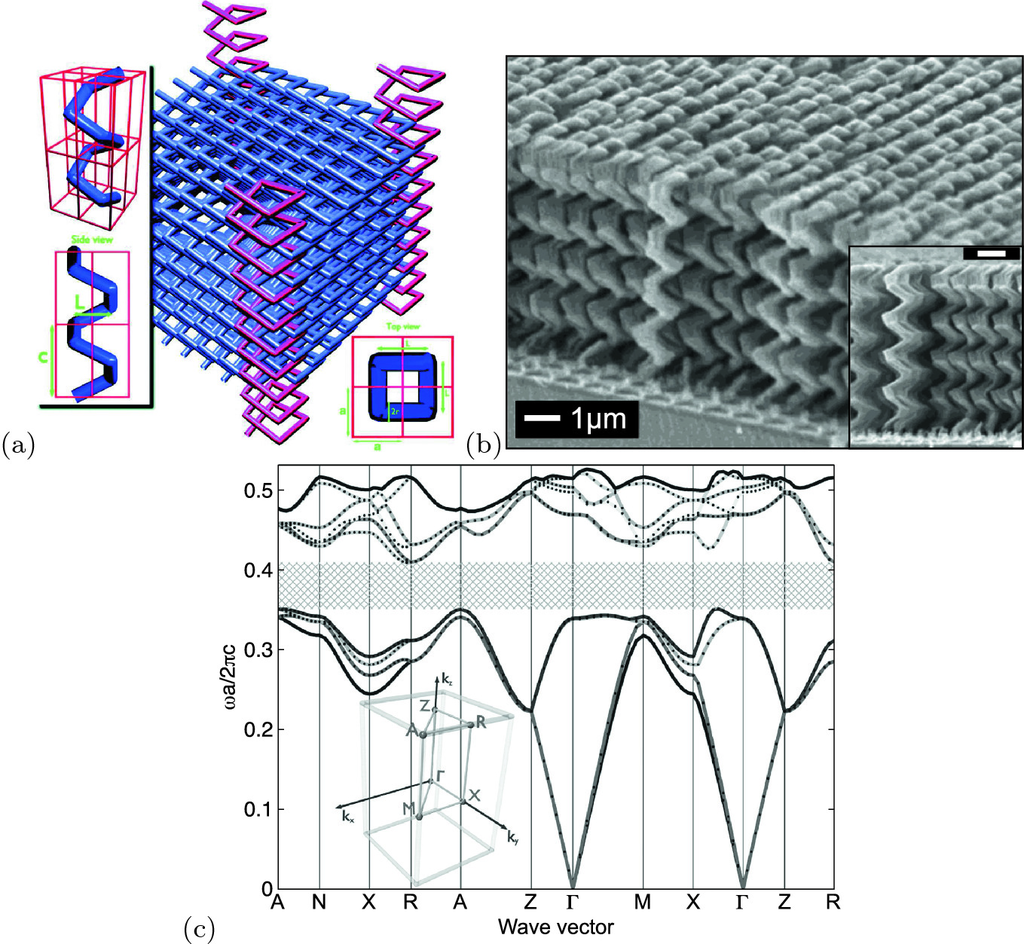 Side view
L
C
Top view
L
L
2r
a
a
(a)
1μm
(b)
ωa/2πc
0.5
0.4
0.3
0.2
0.1
0
kz
Z
A
R
Γ
M
X
kx
ky
A N X R A Z Γ M X Γ Z R
Wave vector
(c)